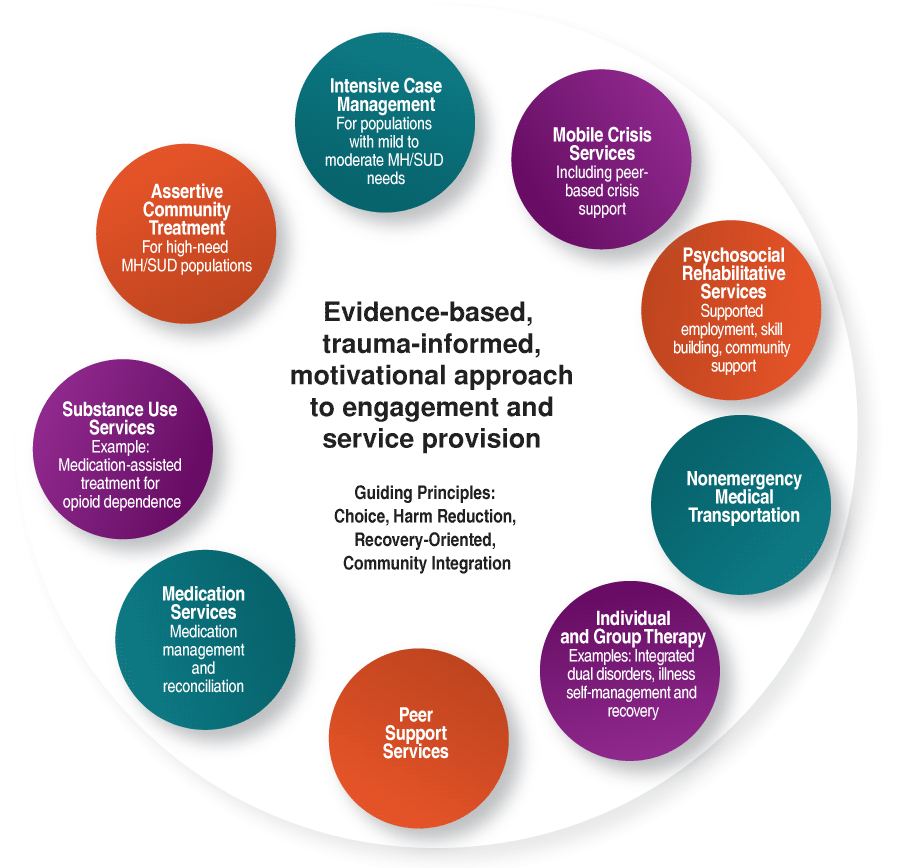 Intensive Case
Management
For populations
with mild to
moderate MH/SUD
needs
Mobile Crisis
Services
Including peer-
based crisis
support
Psychosocial
Rehabilitative
Services
Supported
employment, skill
building, community
support
Nonemergency
Medical
Transportation
Individual
and Group Therapy
Examples: Integrated
dual disorders, illness
self-management and
recovery
Peer
Support
Services
Medication
Services
Medication
management
and
reconciliation
Substance Use
Services
Example:
Medication-assisted
treatment for
opioid dependence
Assertive
Community
Treatment
For high-need
MH/SUD populations
Evidence-based,
trauma-informed,
motivational approach
to engagement and
service provision
Guiding Principles:
Choice, Harm Reduction,
Recovery-Oriented,
Community Integration